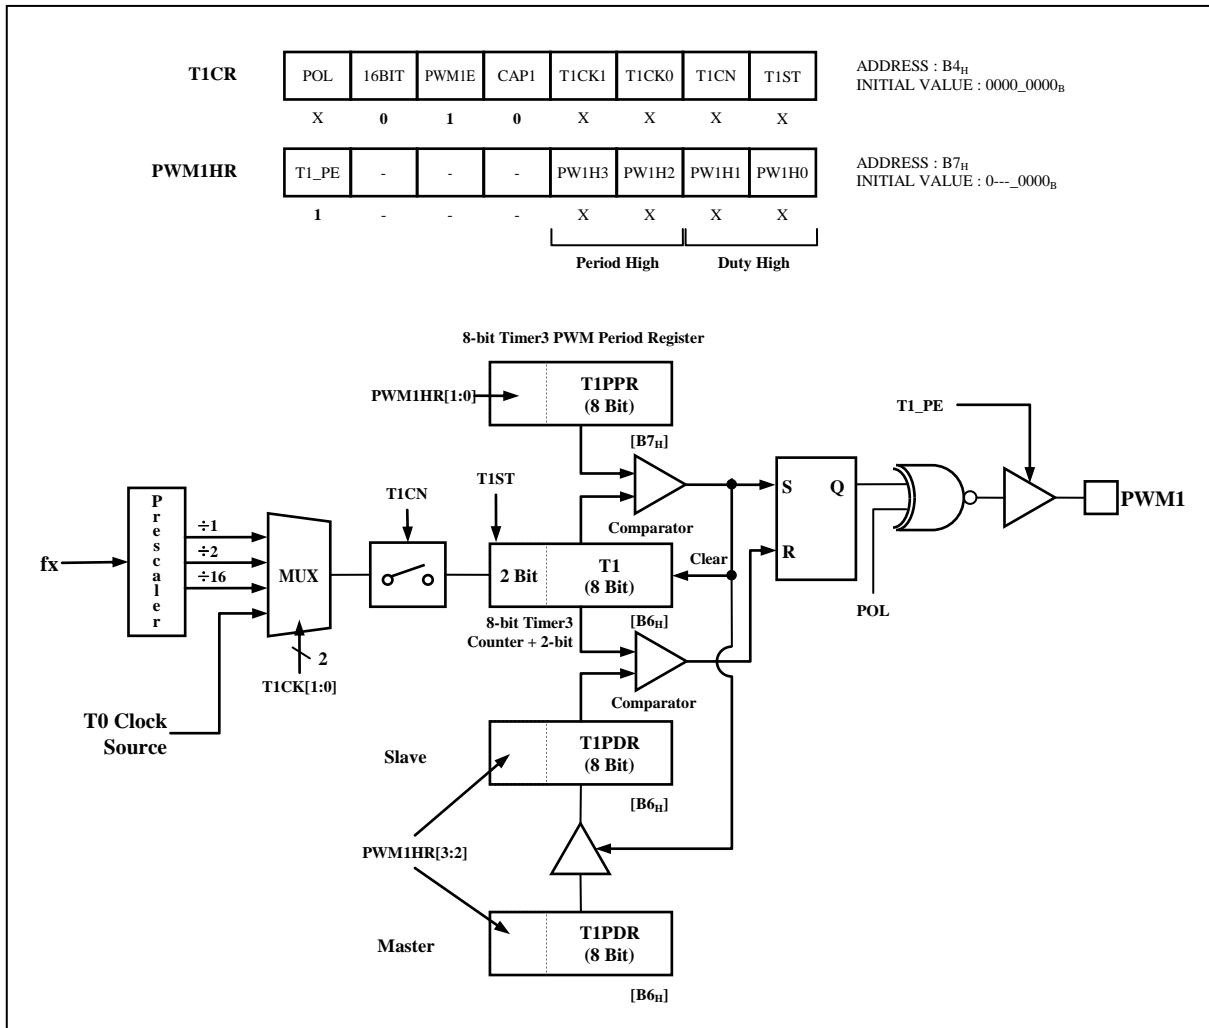 T1CR POL 16BIT PWM1E CAP1 T1CK1 T1CK0 T1CN T1ST
ADDRESS : B4H
INITIAL VALUE : 0000_0000B
X 0 1 0 X X X X
PWM1HR T1_PE - - - PW1H3 PW1H2 PW1H1 PW1H0
ADDRESS : B7H
INITIAL VALUE : 0---_0000B
1 - - - X X X X
Period High Duty High
8-bit Timer3 PWM Period Register
PWM1HR[1:0]
T1PPR
(8 Bit)
[B7H]
T1_PE
Prescaler
fx
÷1
÷2
÷16
MUX
2
T1CK[1:0]
T0 Clock
Source
T1CN
T1ST
Comparator
2 Bit
T1
(8 Bit)
Clear
[B6H]
8-bit Timer3
Counter + 2-bit
S Q
R
POL
PWM1
Comparator
Slave
T1PDR
(8 Bit)
[B6H]
PWM1HR[3:2]
Master
T1PDR
(8 Bit)
[B6H]